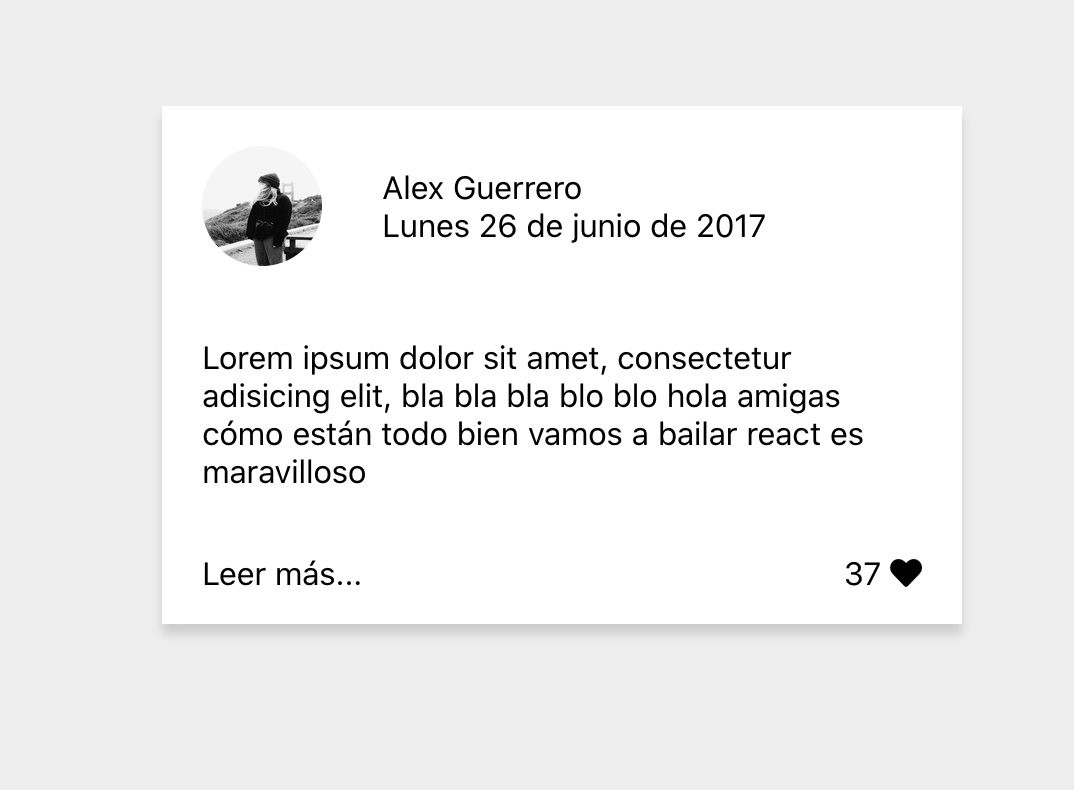 Alex Guerrero
Lunes 26 de junio de 2017
Lorem ipsum dolor sit amet, consectetur
adisicing elit, bla bla bla blo blo hola amigas
cómo están todo bien vamos a bailar react es
maravilloso
Leer más...
37